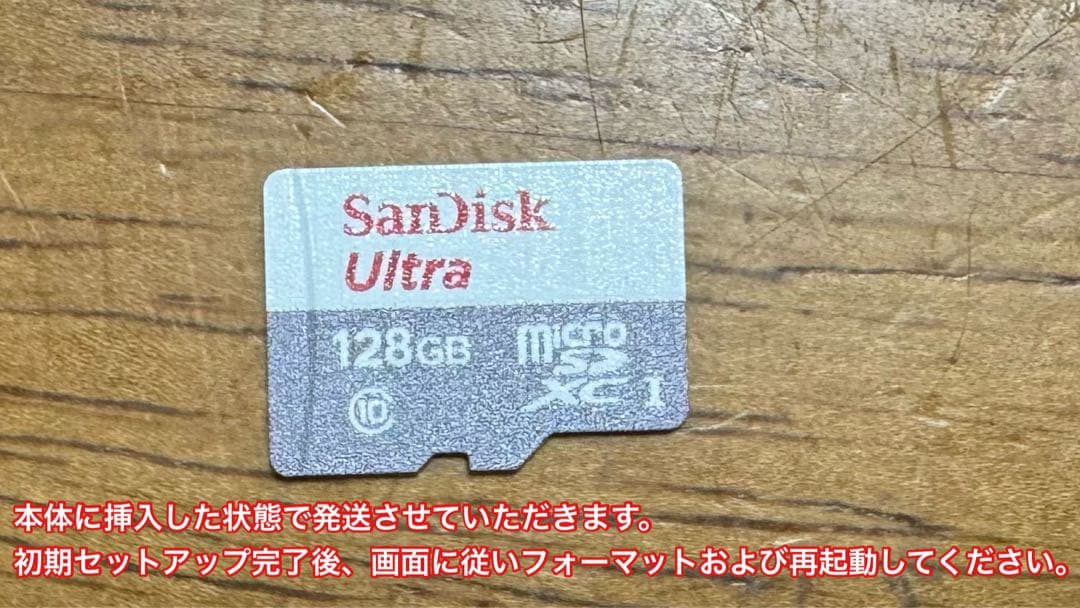 SanDisk
Ultra
128GB
micro
SD
XC I
10
本体に挿入した状態で発送させていただきます。
初期セットアップ完了後、画面に従いフォーマットおよび再起動してください。